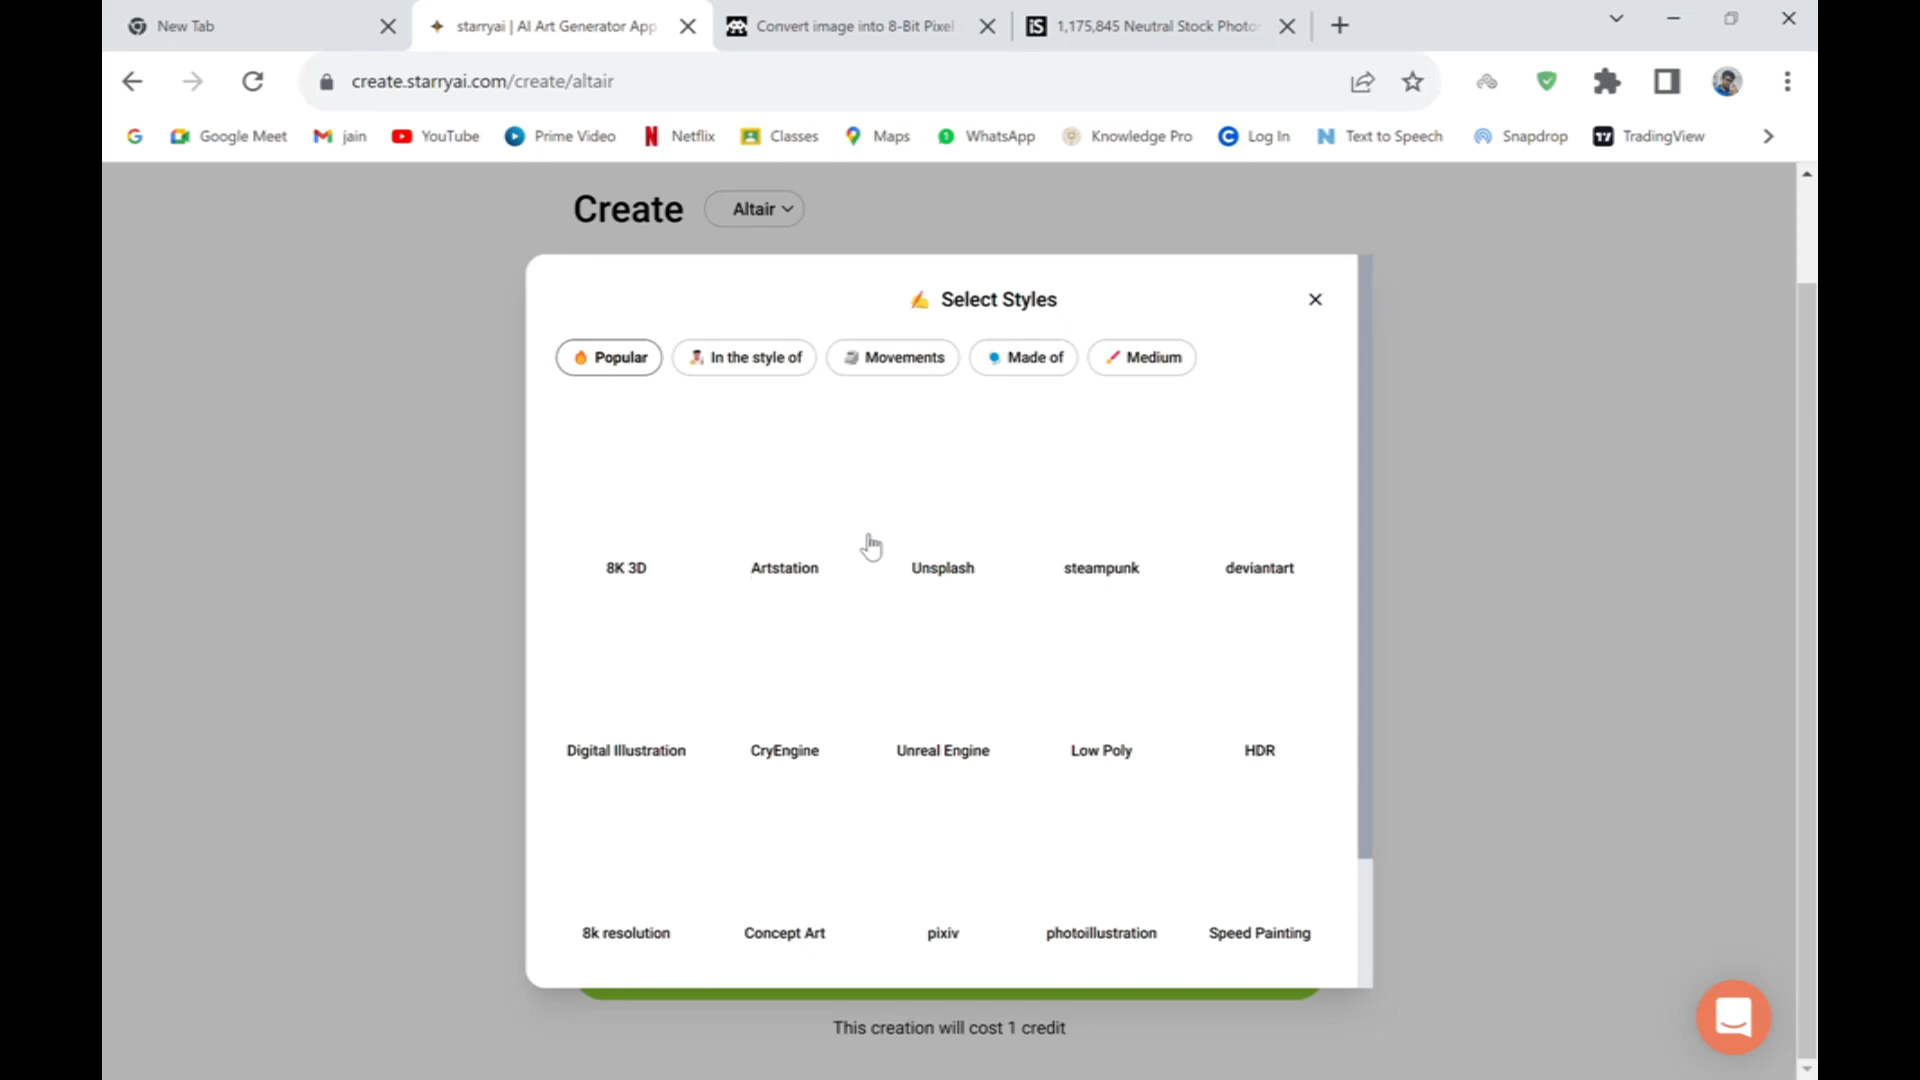 New Tab
starryai | AI Art Generator App
Convert image into 8-Bit Pixel
iS
1,175,845 Neutral Stock Photos
create.starryai.com/create/altair
G
Google Meet
jain
YouTube
Prime Video
Netflix
Classes
Maps
WhatsApp
Knowledge Pro
Log In
Text to Speech
Snapdrop
TradingView
Create
Altair
Select Styles
Popular
In the style of
Movements
Made of
Medium
8K 3D
Artstation
Unsplash
steampunk
deviantart
Digital Illustration
CryEngine
Unreal Engine
Low Poly
HDR
8k resolution
Concept Art
pixiv
photoillustration
Speed Painting
This creation will cost 1 credit